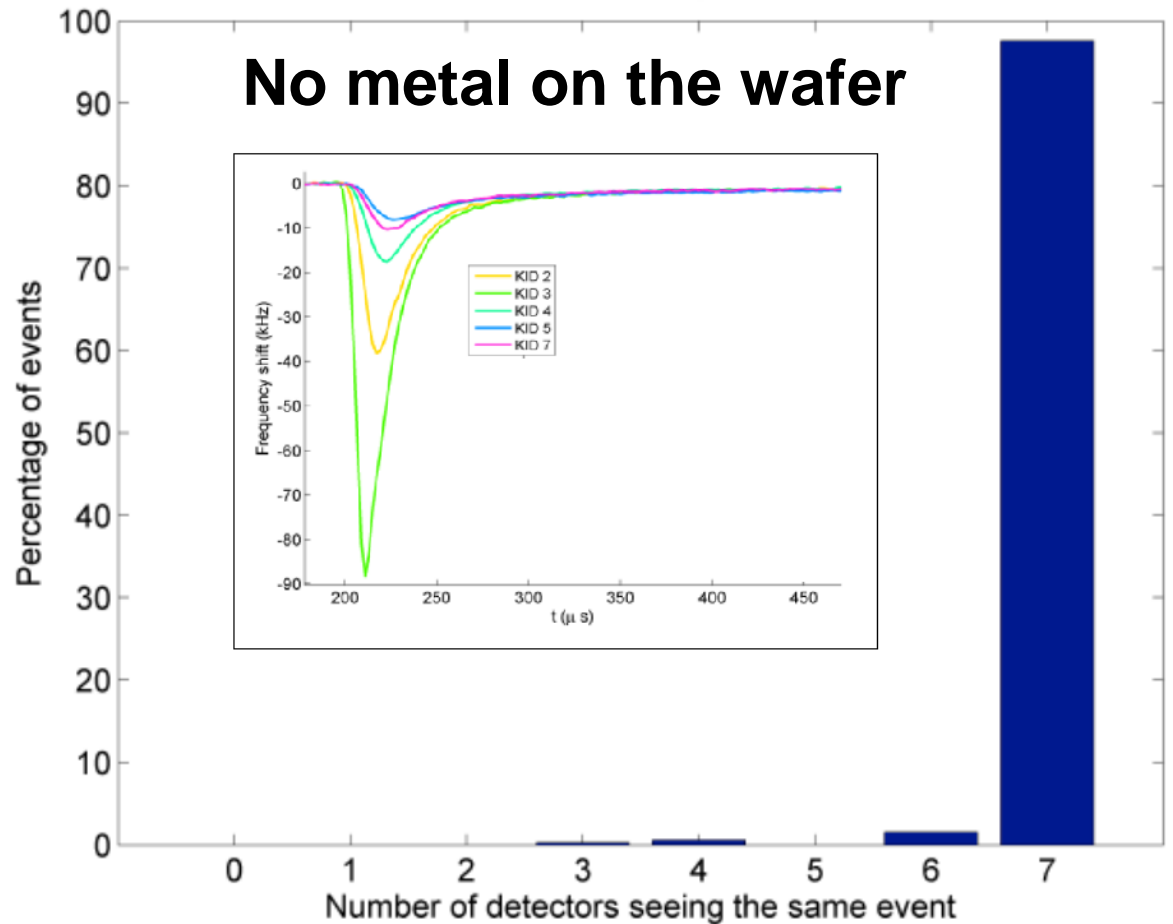 No metal on the wafer
Percentage of events
100
90
80
70
60
50
40
30
20
10
0
Frequency shift (kHz)
0
-10
-20
-30
-40
-50
-60
-70
-80
-90
KID 2
KID 3
KID 4
KID 5
KID 7
200 250 300 350 400 450
t (μ s)
0 1 2 3 4 5 6 7
Number of detectors seeing the same event